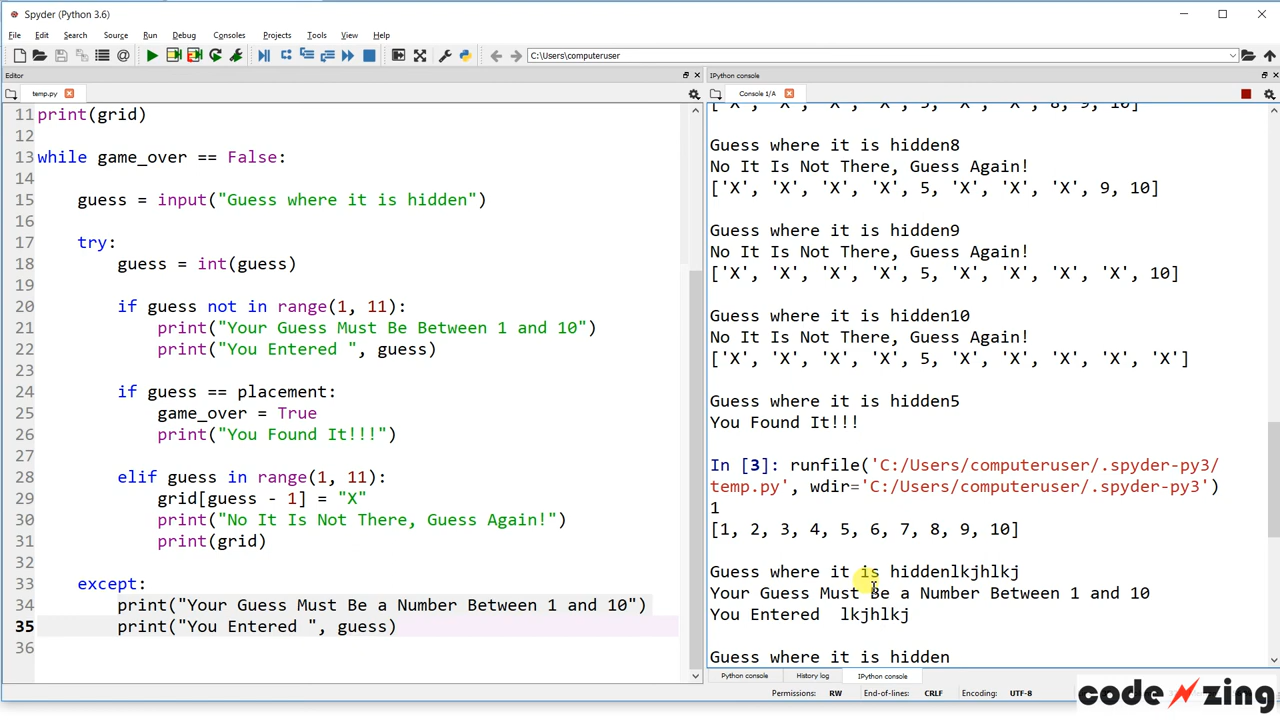 Spyder (Python 3.6)
File Edit Search Source Run Debug Consoles Projects Tools View Help
C:\Users\computeruser
Editor
temp.py
11 print(grid)
12
13 while game_over == False:
14
15 guess = input("Guess where it is hidden")
16
17 try:
18 guess = int(guess)
19
20 if guess not in range(1, 11):
21 print("Your Guess Must Be Between 1 and 10")
22 print("You Entered ", guess)
23
24 if guess == placement:
25 game_over = True
26 print("You Found It!!!")
27
28 elif guess in range(1, 11):
29 grid[guess - 1] = "X"
30 print("No It Is Not There, Guess Again!")
31 print(grid)
32
33 except:
34 print("Your Guess Must Be a Number Between 1 and 10")
35 print("You Entered ", guess)
36
IPython console
Console 1/A
['X', 'X', 'X', 'X', 5, 'X', 'X', 8, 9, 10]
Guess where it is hidden8
No It Is Not There, Guess Again!
['X', 'X', 'X', 'X', 5, 'X', 'X', 'X', 9, 10]
Guess where it is hidden9
No It Is Not There, Guess Again!
['X', 'X', 'X', 'X', 5, 'X', 'X', 'X', 'X', 10]
Guess where it is hidden10
No It Is Not There, Guess Again!
['X', 'X', 'X', 'X', 5, 'X', 'X', 'X', 'X', 'X']
Guess where it is hidden5
You Found It!!!
In [3]: runfile('C:/Users/computeruser/.spyder-py3/
temp.py', wdir='C:/Users/computeruser/.spyder-py3')
1
[1, 2, 3, 4, 5, 6, 7, 8, 9, 10]
Guess where it is hiddenlkjhlkj
Your Guess Must Be a Number Between 1 and 10
You Entered  lkjhlkj
Guess where it is hidden
Python console History log IPython console
Permissions: RW End-of-lines: CRLF Encoding: UTF-8
code zing